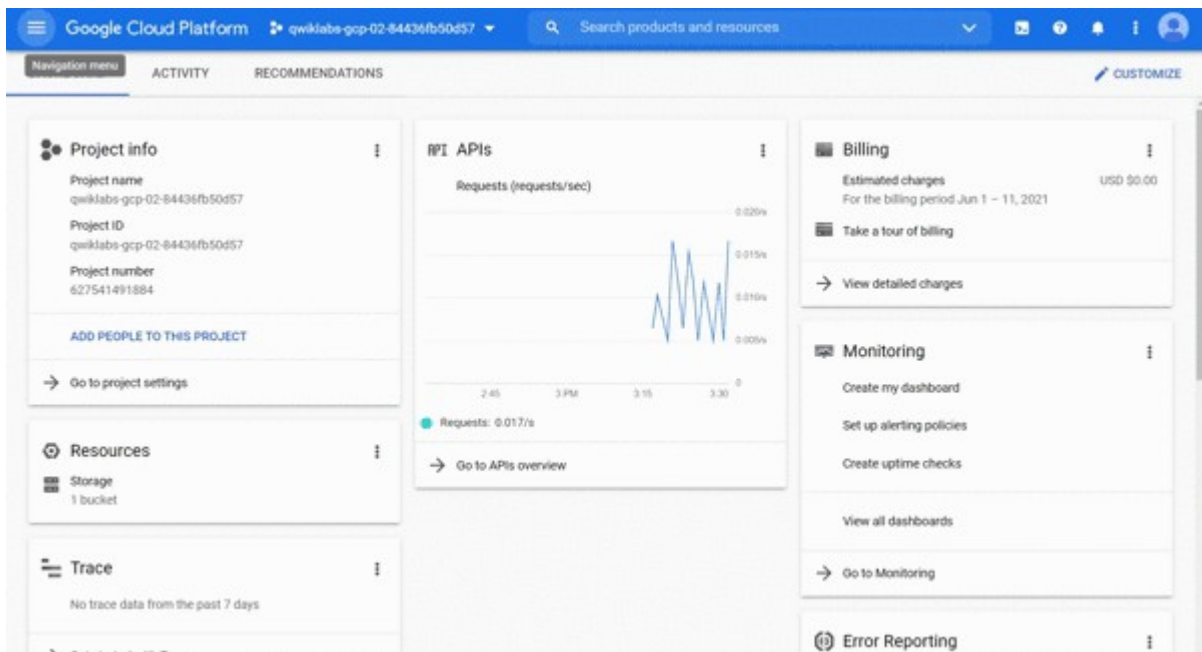 Google Cloud Platform
qwiklabs-gcp-02-84436fb50d57
Search products and resources
Navigation menu
ACTIVITY
RECOMMENDATIONS
CUSTOMIZE
Project info
Project name
qwiklabs-gcp-02-84436fb50d57
Project ID
qwiklabs-gcp-02-84436fb50d57
Project number
627541491884
ADD PEOPLE TO THIS PROJECT
Go to project settings
Resources
Storage
1 bucket
Trace
No trace data from the past 7 days
API APIs
Requests (requests/sec)
0.020/s
0.015/s
0.010/s
0.005/s
0
2:45
3 PM
3:15
3:30
Requests: 0.017/s
Go to APIs overview
Billing
Estimated charges
USD $0.00
For the billing period Jun 1 – 11, 2021
Take a tour of billing
View detailed charges
Monitoring
Create my dashboard
Set up alerting policies
Create uptime checks
View all dashboards
Go to Monitoring
Error Reporting